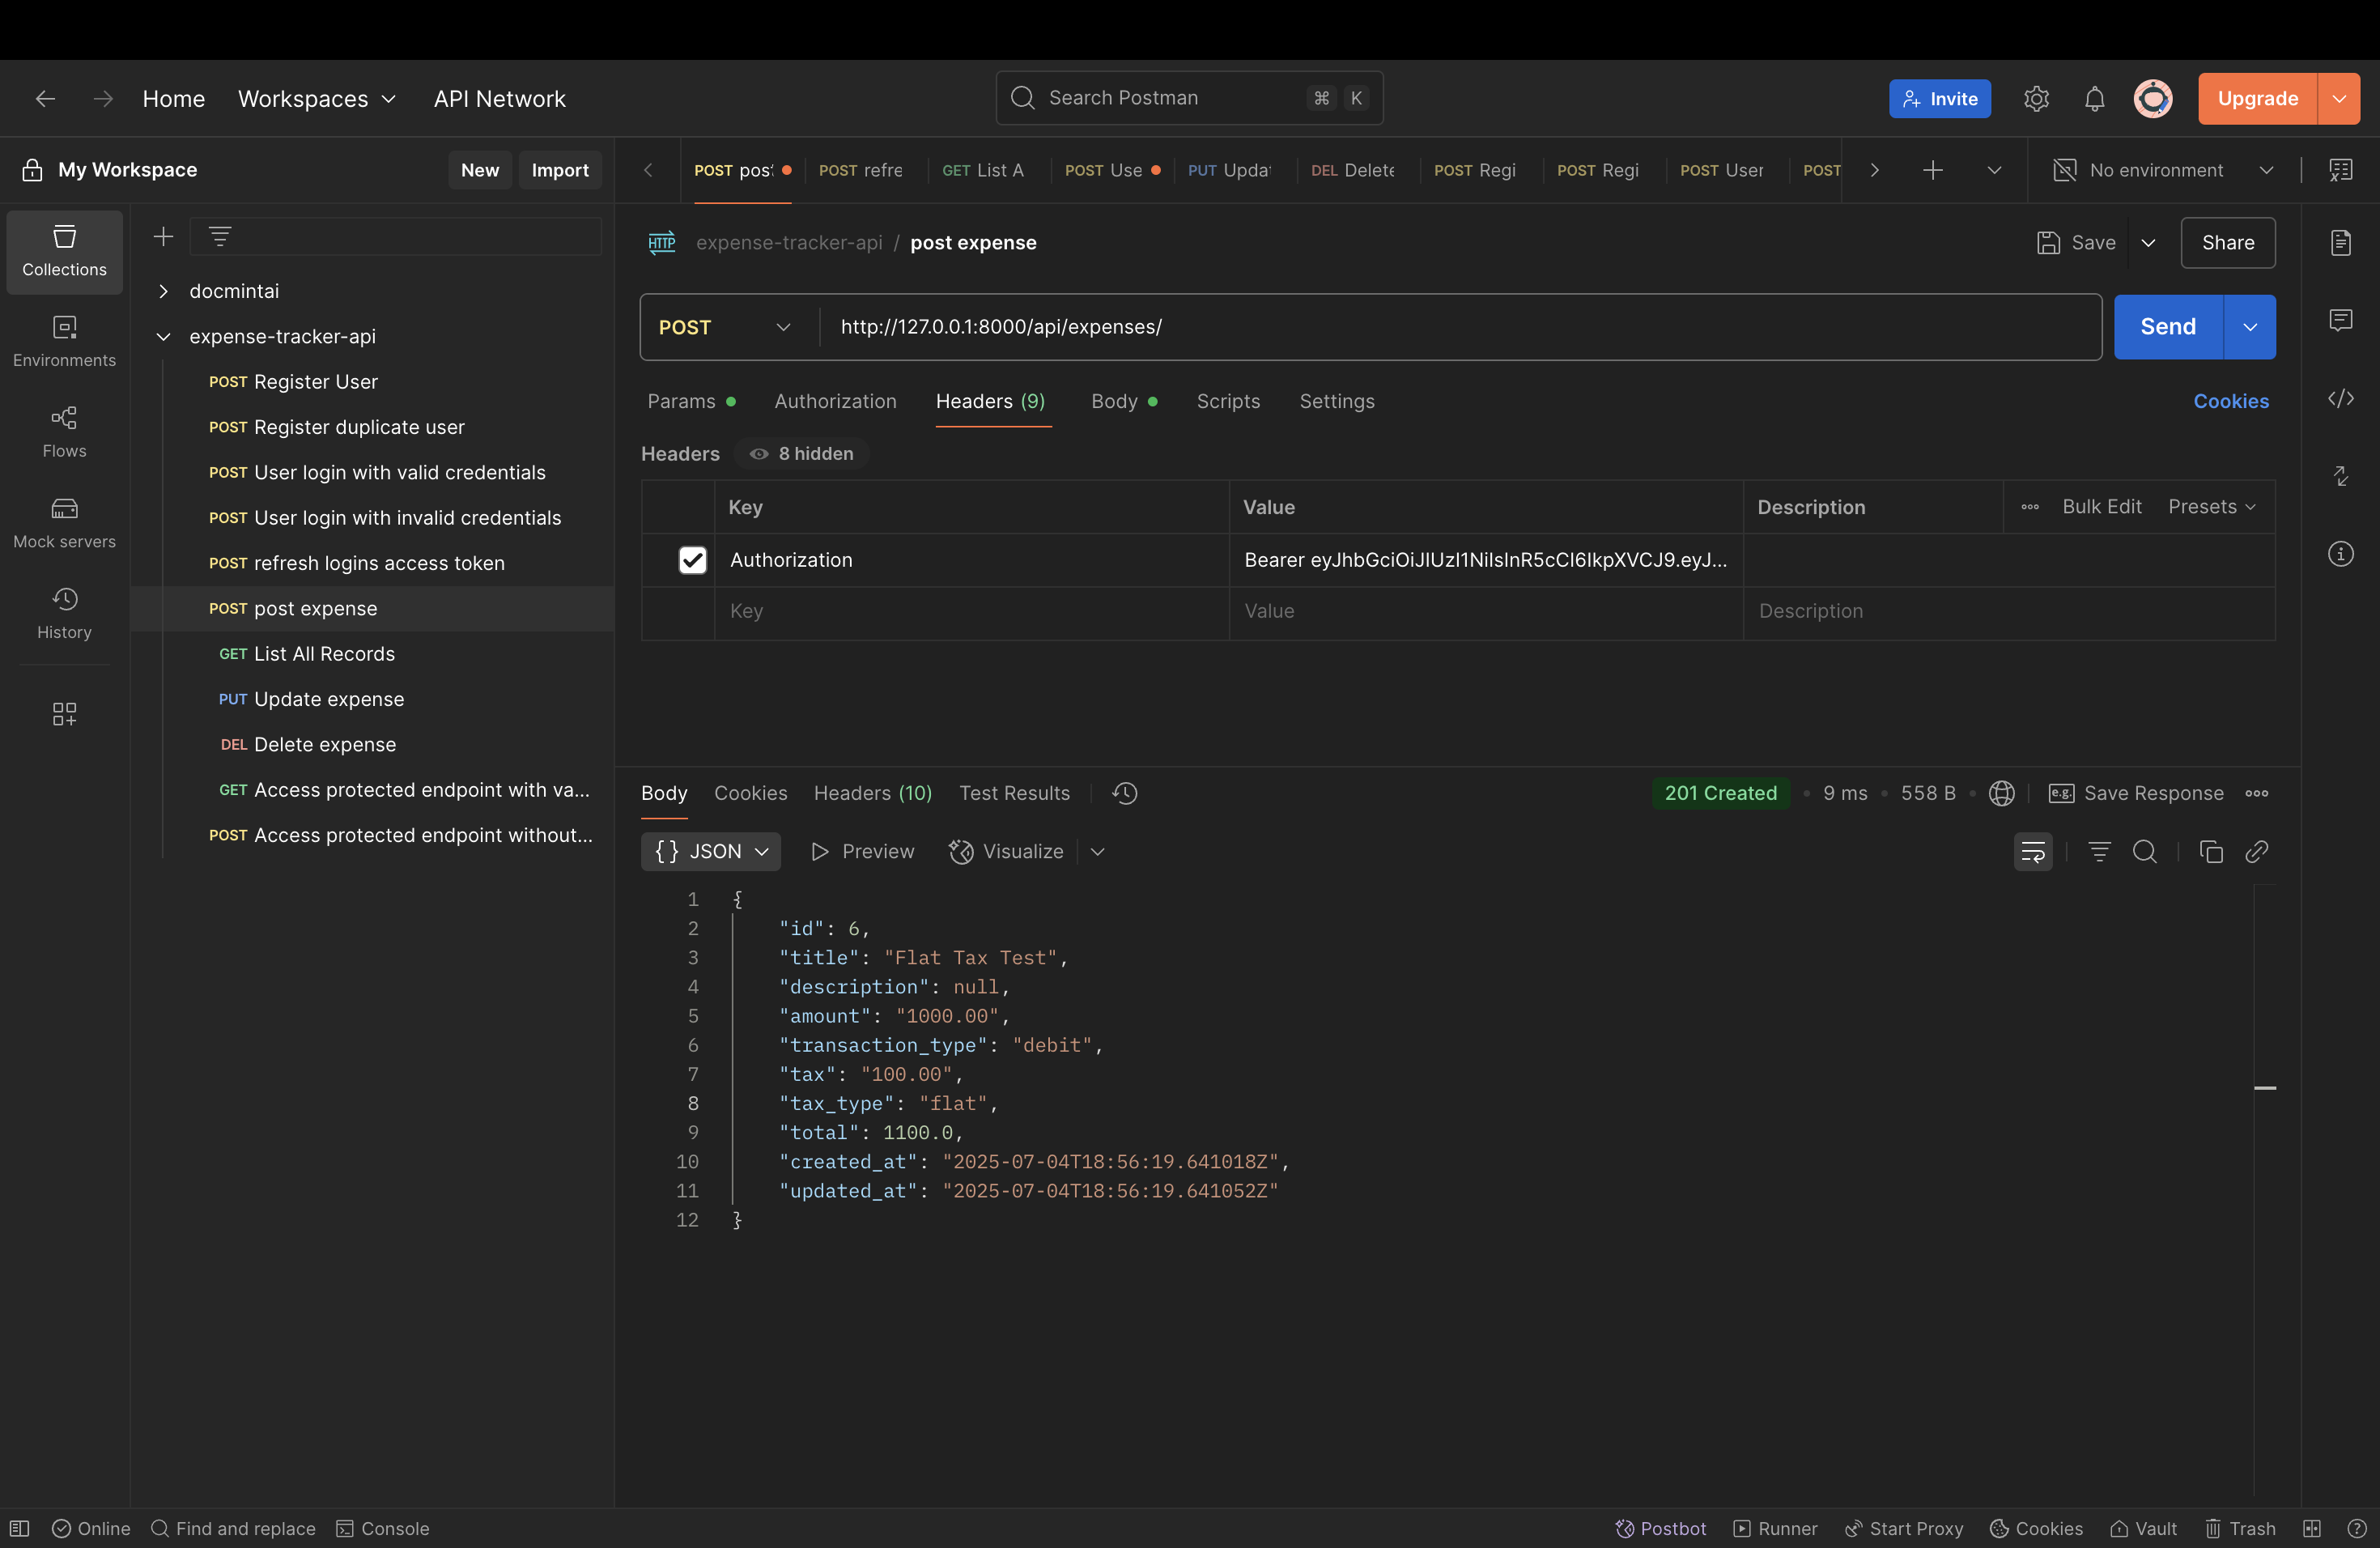 Home Workspaces API Network Search Postman ⌘ K Invite Upgrade
My Workspace New Import
POST post POST refre GET List A POST Use PUT Updat DEL Delete POST Regi POST Regi POST User POST No environment
Collections
Environments
Flows
Mock servers
History
docmintai
expense-tracker-api
POST Register User
POST Register duplicate user
POST User login with valid credentials
POST User login with invalid credentials
POST refresh logins access token
POST post expense
GET List All Records
PUT Update expense
DEL Delete expense
GET Access protected endpoint with va...
POST Access protected endpoint without...
HTTP expense-tracker-api / post expense Save Share
POST http://127.0.0.1:8000/api/expenses/ Send
Params Authorization Headers (9) Body Scripts Settings Cookies
Headers 8 hidden
Key Value Description Bulk Edit Presets
Authorization Bearer eyJhbGciOiJIUzI1NiIsInR5cCI6IkpXVCJ9.eyJ...
Key Value Description
Body Cookies Headers (10) Test Results 201 Created 9 ms 558 B e.g. Save Response
{} JSON Preview Visualize
1 {
2 "id": 6,
3 "title": "Flat Tax Test",
4 "description": null,
5 "amount": "1000.00",
6 "transaction_type": "debit",
7 "tax": "100.00",
8 "tax_type": "flat",
9 "total": 1100.0,
10 "created_at": "2025-07-04T18:56:19.641018Z",
11 "updated_at": "2025-07-04T18:56:19.641052Z"
12 }
Online Find and replace Console Postbot Runner Start Proxy Cookies Vault Trash